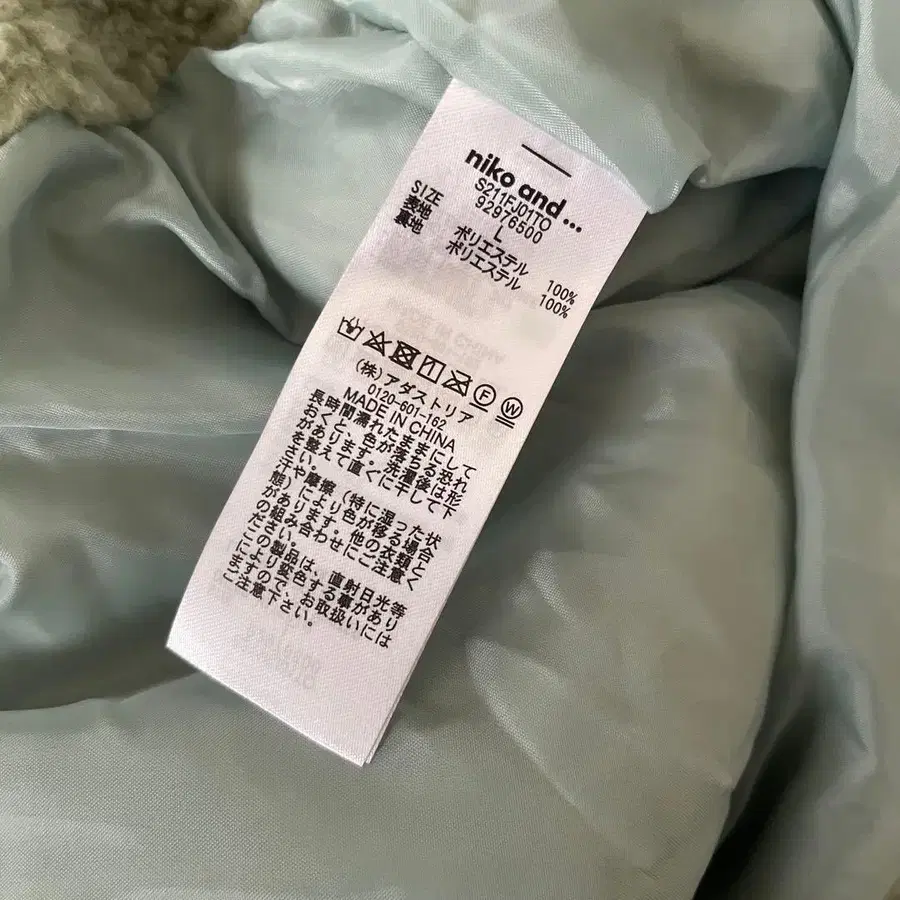 niko and ...
S211FJ01TO
92976500
SIZE L
表地 ポリエステル 100%
裏地 ポリエステル 100%
(株)アダストリア
0120-601-162
MADE IN CHINA
長時間濡れたままにして
おくと、色が落ちる恐れ
があります。洗濯後は形
を整えて直ぐに干して下
さい。
汗や、摩擦(特に湿った状
態)により色が移る場合
があります。他の衣類と
の組み合わせにご注意く
ださい。
この製品は、直射日光等
により変色する事があり
ますので、お取扱いには
ご注意下さい。